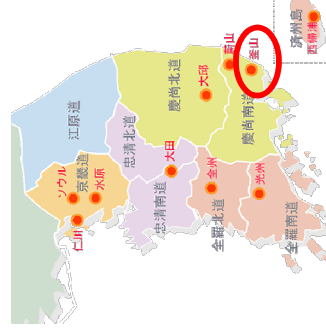 済州島
西帰浦
蔚山
釜山
慶尚北道
大邱
慶尚南道
江原道
忠清北道
大田
京畿道
ソウル
水原
仁川
忠清南道
全州
全羅北道
光州
全羅南道